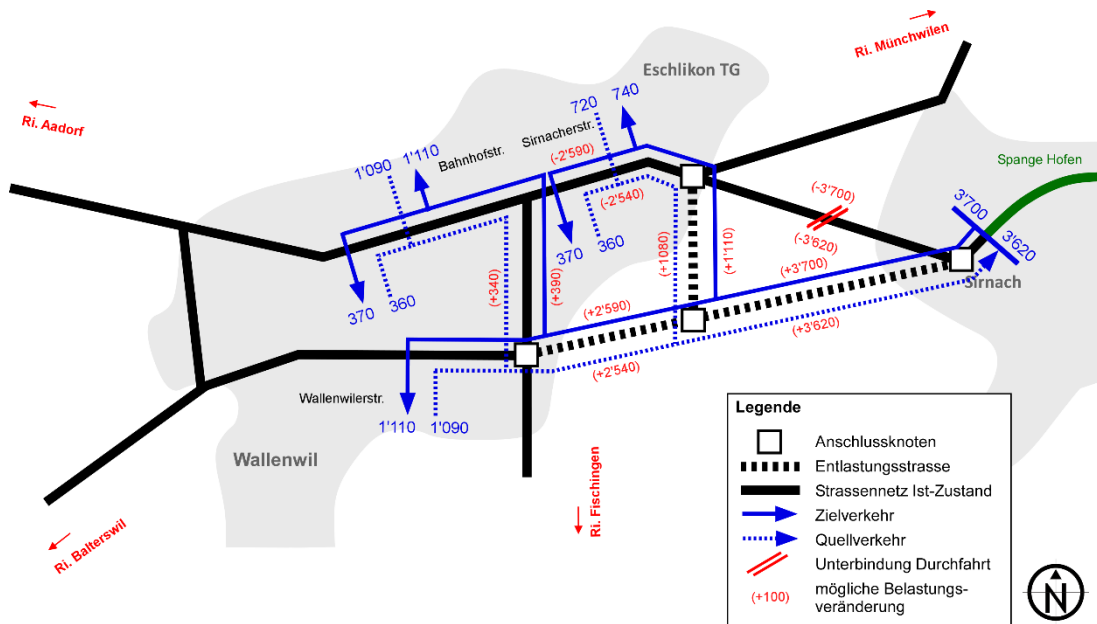 Ri. Münchwilen
Eschlikon TG
Ri. Aadorf
720
740
Sirnacherstr.
Bahnhofstr.
1'090
1'110
(-2'590)
(-2'540)
Spange Hofen
(-3'700)
(-3'620)
3'700
3'620
370
360
(+1080)
(+1'110)
(+3'700)
Sirnach
(+340)
(+390)
370
360
(+2'590)
(+3'620)
(+2'540)
Wallenwilerstr.
1'110
1'090
Wallenwil
Ri. Fischingen
Ri. Balterswil
Legende
Anschlussknoten
Entlastungsstrasse
Strassennetz Ist-Zustand
Zielverkehr
Quellverkehr
Unterbindung Durchfahrt
(+100)
mögliche Belastungs-
veränderung
N